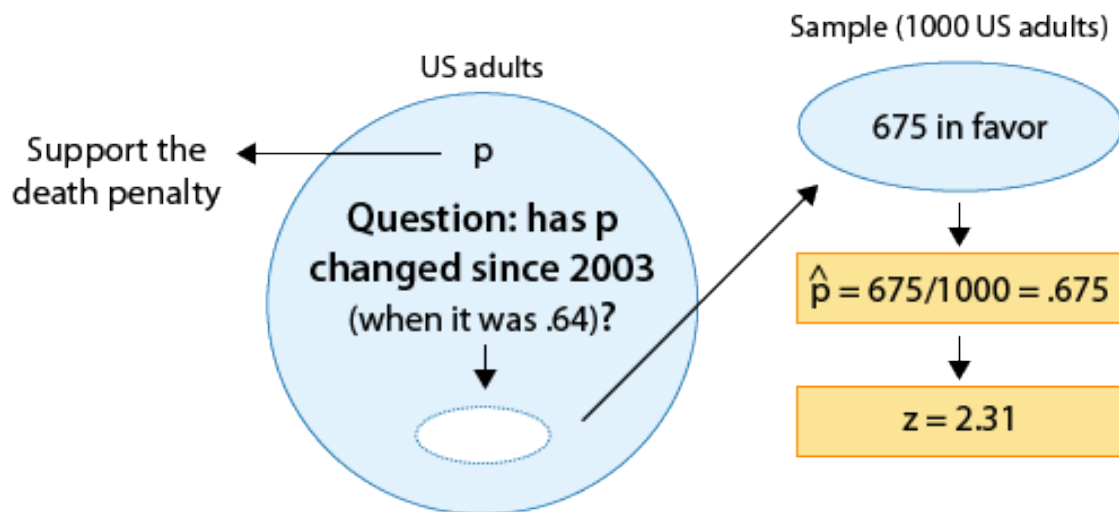 US adults
Support the
death penalty
p
Question: has p
changed since 2003
(when it was .64)?
Sample (1000 US adults)
675 in favor
p̂ = 675/1000 = .675
z = 2.31